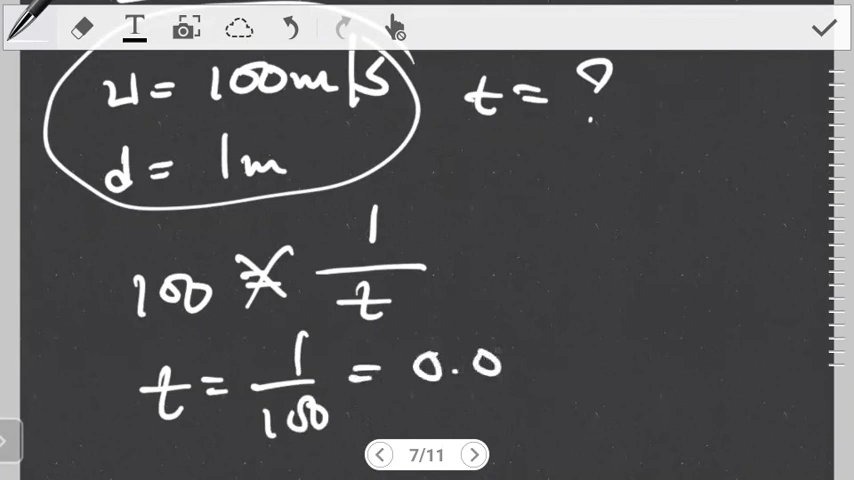 T
u = 100m/s t = ?
d = 1m
100 = 1/t
t = 1/100 = 0.0
7/11